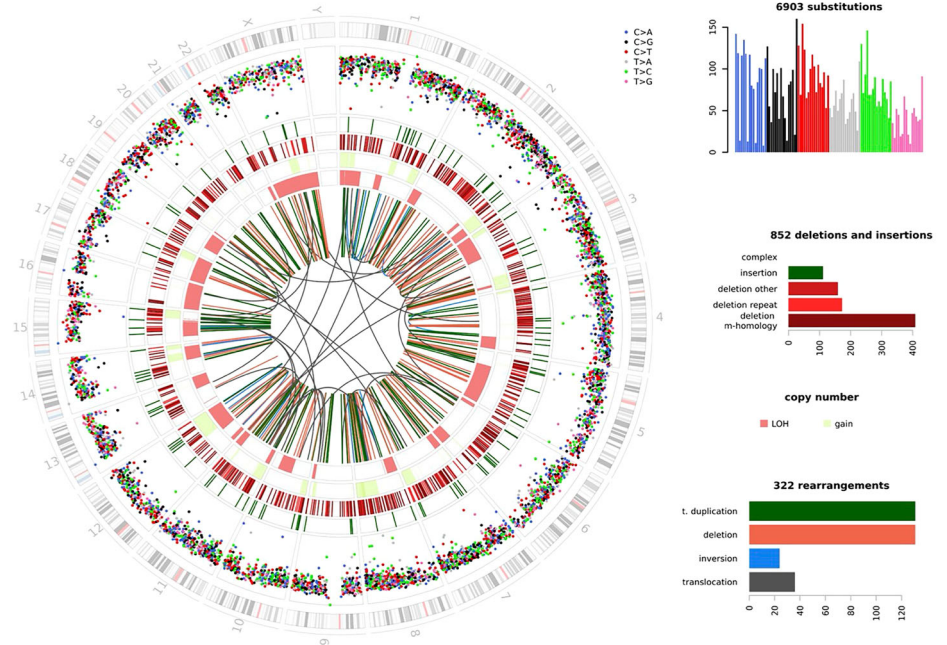 Y
X
22
21
20
19
18
17
16
15
14
13
12
11
10
9
8
7
6
5
4
3
2
1
C>A
C>G
C>T
T>A
T>C
T>G
6903 substitutions
150
100
50
0
852 deletions and insertions
complex
insertion
deletion other
deletion repeat
deletion
m-homology
0 100 200 300 400
copy number
LOH gain
322 rearrangements
t. duplication
deletion
inversion
translocation
0 20 40 60 80 100 120